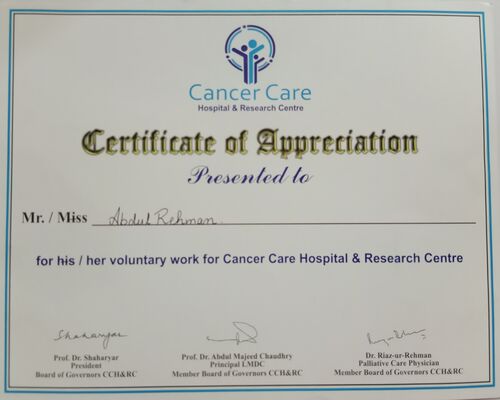 Cancer Care
Hospital & Research Centre
Certificate of Appreciation
Presented to
Mr. / Miss Abdul Rehman
for his / her voluntary work for Cancer Care Hospital & Research Centre
Shaharyar
Prof. Dr. Shaharyar
President
Board of Governors CCH&RC
Prof. Dr. Abdul Majeed Chaudhry
Principal LMDC
Member Board of Governors CCH&RC
Dr. Riaz-ur-Rehman
Palliative Care Physician
Member Board of Governors CCH&RC